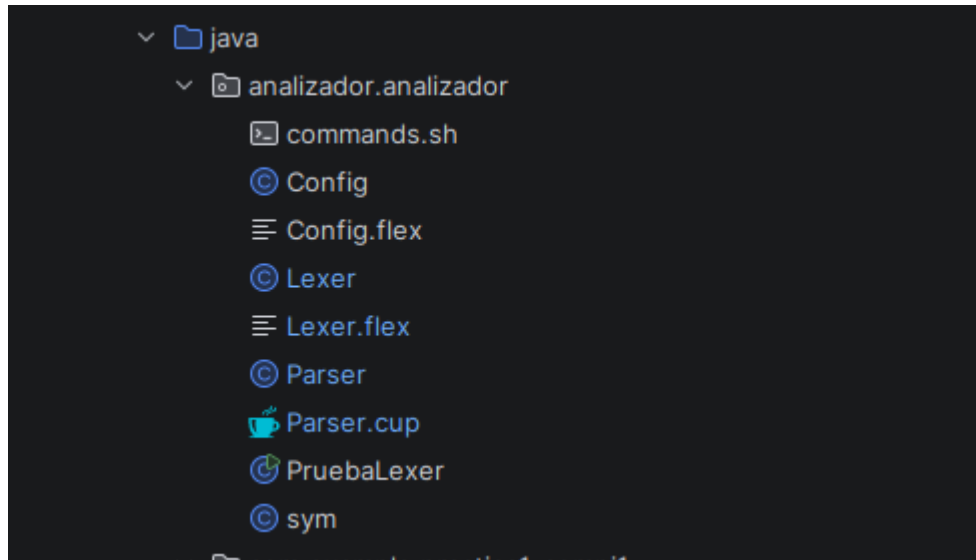 java
analizador.analizador
commands.sh
Config
Config.flex
Lexer
Lexer.flex
Parser
Parser.cup
PruebaLexer
sym